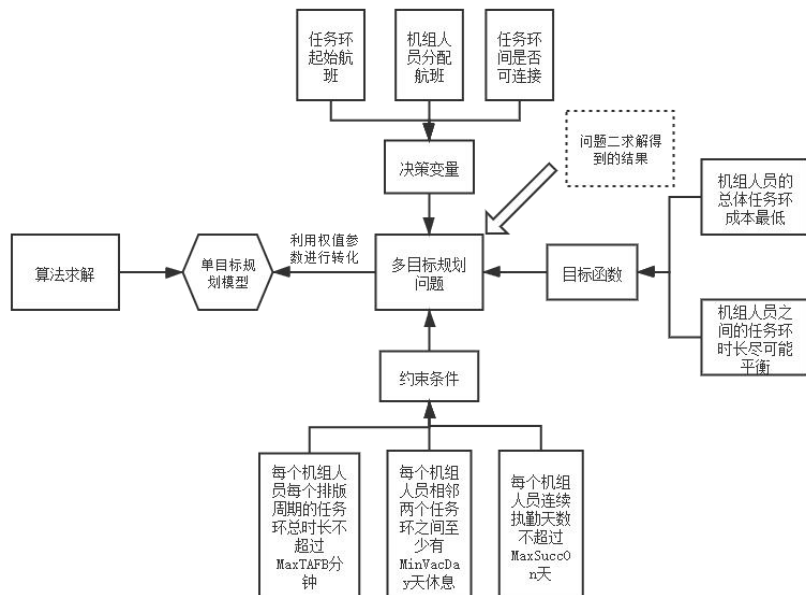 任务环
起始航
班
机组人
员分配
航班
任务环
间是否
可连接
决策变量
问题二求解得
到的结果
机组人员的
总体任务环
成本最低
算法求解
单目标规
划模型
利用权值参
数进行转化
多目标规划
问题
目标函数
机组人员之
间的任务环
时长尽可能
平衡
约束条件
每个机组人
员每个排版
周期的任务
环总时长不
超过
MaxTAFB分
钟
每个机组
人员相邻
两个任务
环之间至
少有
MinVacDa
y天休息
每个机组
人员连续
执勤天数
不超过
MaxSuccO
n天